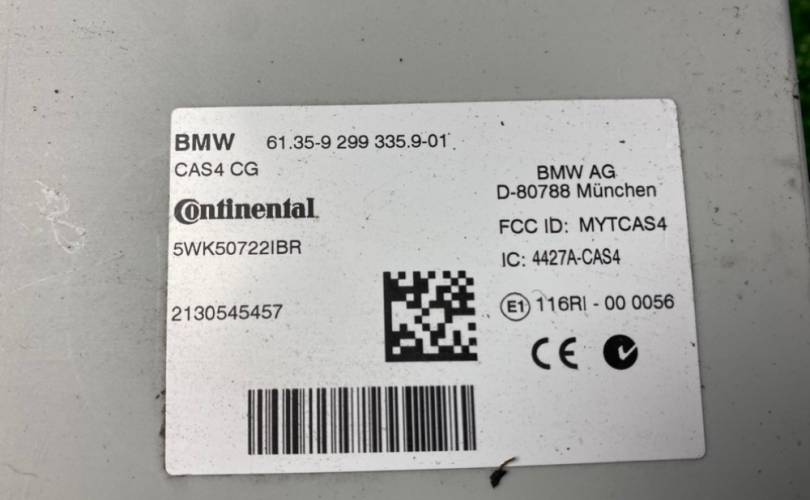 BMW 61.35-9 299 335.9-01
CAS4 CG
Continental
5WK50722IBR
2130545457
BMW AG
D-80788 München
FCC ID: MYTCAS4
IC: 4427A-CAS4
E1 116RI - 00 0056
CE